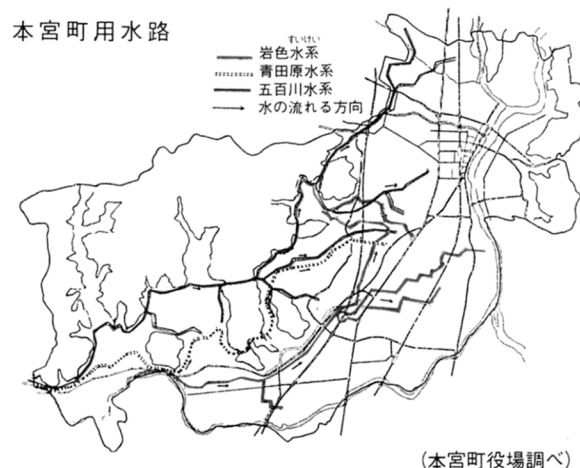 本宮町用水路
すいけい
岩色水系
青田原水系
五百川水系
水の流れる方向
(本宮町役場調べ)